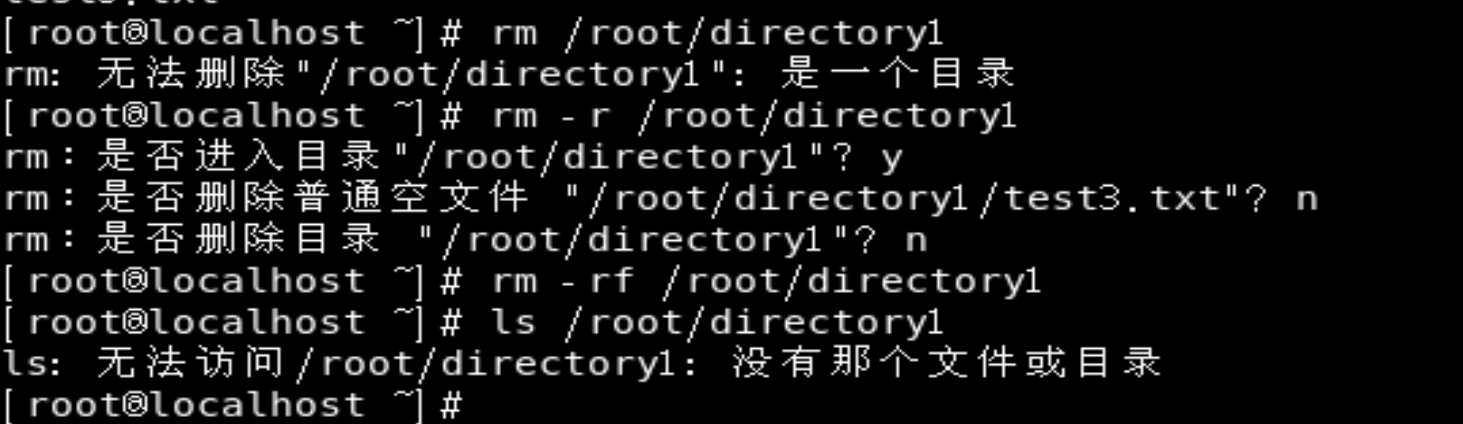 [root@localhost ~]# rm /root/directory1
rm: 无法删除"/root/directory1": 是一个目录
[root@localhost ~]# rm -r /root/directory1
rm：是否进入目录"/root/directory1"? y
rm：是否删除普通空文件 "/root/directory1/test3.txt"? n
rm：是否删除目录 "/root/directory1"? n
[root@localhost ~]# rm -rf /root/directory1
[root@localhost ~]# ls /root/directory1
ls: 无法访问/root/directory1: 没有那个文件或目录
[root@localhost ~]#